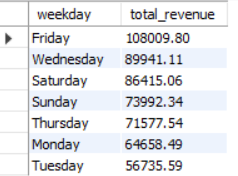 weekday total_revenue
Friday 108009.80
Wednesday 89941.11
Saturday 86415.06
Sunday 73992.34
Thursday 71577.54
Monday 64658.49
Tuesday 56735.59